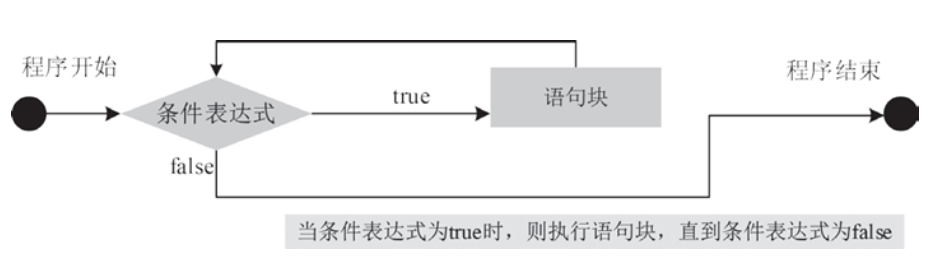 程序开始
条件表达式
true
语句块
程序结束
false
当条件表达式为true时，则执行语句块，直到条件表达式为false